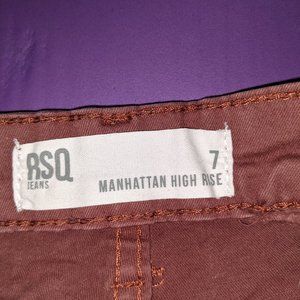 RSQ
JEANS
7
MANHATTAN HIGH RISE